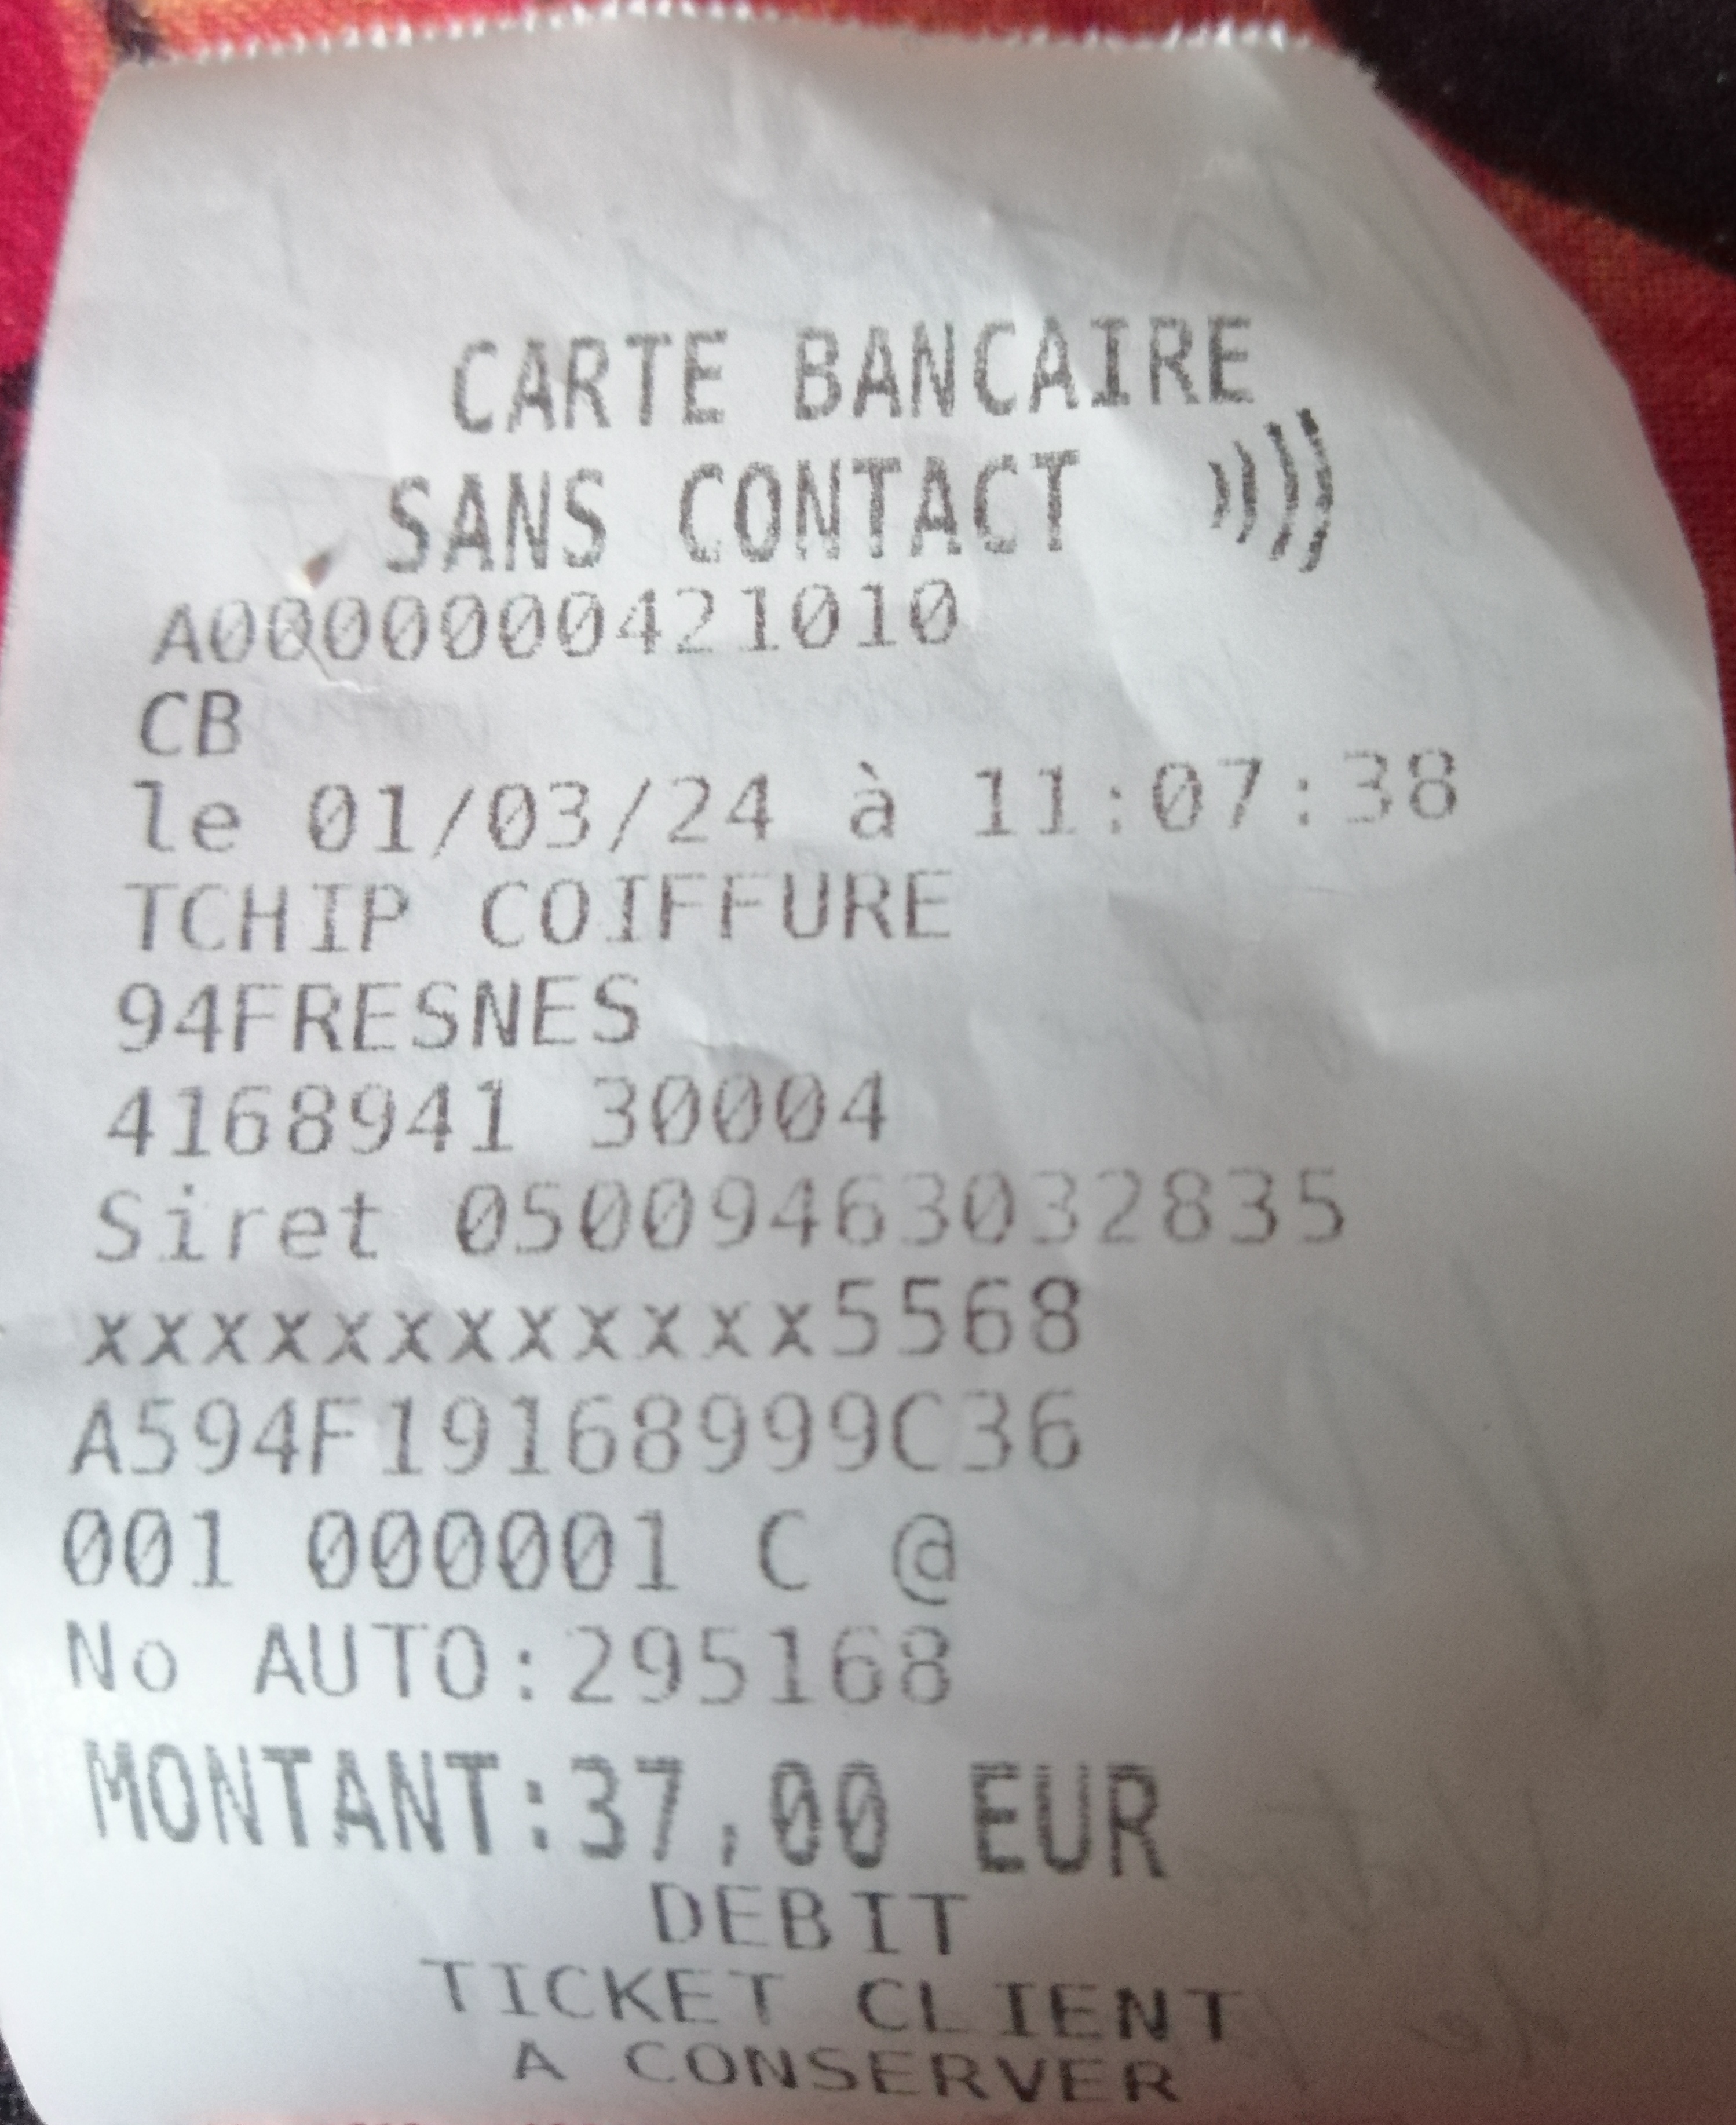 CARTE BANCAIRE
SANS CONTACT
A0000000421010
CB
le 01/03/24 à 11:07:38
TCHIP COIFFURE
94FRESNES
4168941 30004
Siret 05009463032835
xxxxxxxxxxxx5568
A594F19168999C36
001 000001 C @
No AUTO:295168
MONTANT:37,00 EUR
DEBIT
TICKET CLIENT
A CONSERVER